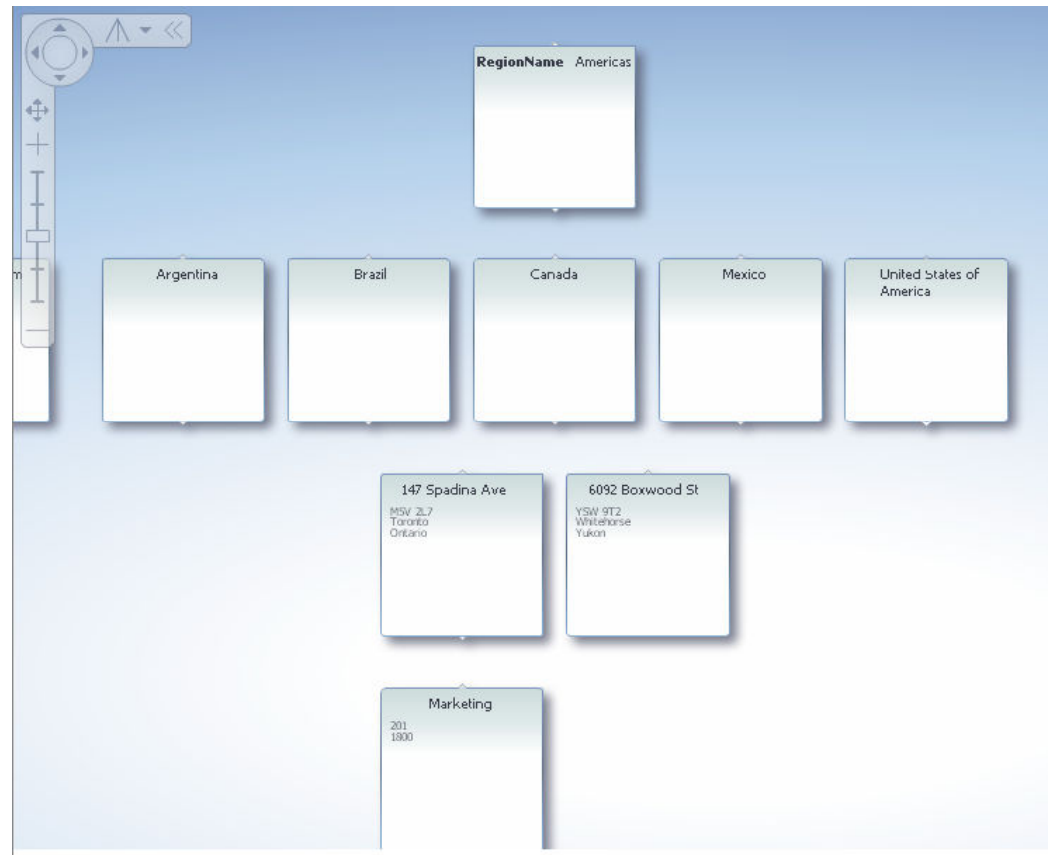 RegionName Americas
m
Argentina
Brazil
Canada
Mexico
United States of
America
147 Spadina Ave
M5V 2L7
Toronto
Ontario
6092 Boxwood St
YSW 9T2
Whitehorse
Yukon
Marketing
201
1800